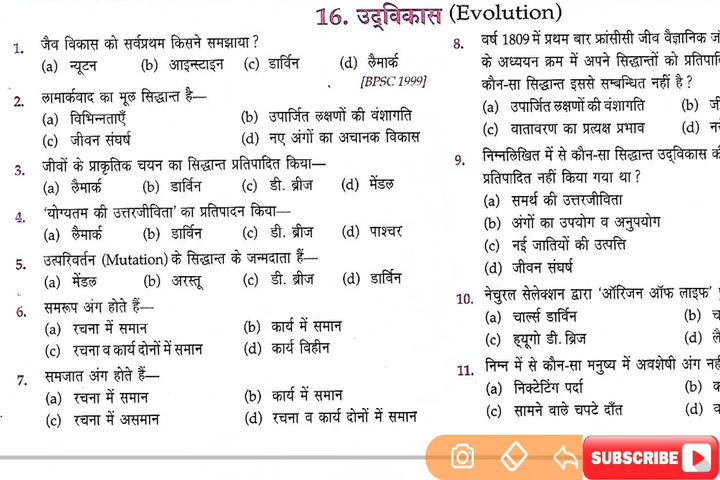 16. उद्विकास (Evolution)
1. जैव विकास को सर्वप्रथम किसने समझाया ?
(a) न्यूटन (b) आइन्स्टाइन (c) डार्विन (d) लैमार्क
[BPSC 1999]
2. लामार्कवाद का मूल सिद्धान्त है—
(a) विभिन्नताएँ (b) उपार्जित लक्षणों की वंशागति
(c) जीवन संघर्ष (d) नए अंगों का अचानक विकास
3. जीवों के प्राकृतिक चयन का सिद्धान्त प्रतिपादित किया—
(a) लैमार्क (b) डार्विन (c) डी. ब्रीज (d) मेंडल
4. 'योग्यतम की उत्तरजीविता' का प्रतिपादन किया—
(a) लैमार्क (b) डार्विन (c) डी. ब्रीज (d) पाश्चर
5. उत्परिवर्तन (Mutation) के सिद्धान्त के जन्मदाता हैं—
(a) मेंडल (b) अरस्तू (c) डी. ब्रीज (d) डार्विन
6. समरूप अंग होते हैं—
(a) रचना में समान (b) कार्य में समान
(c) रचना व कार्य दोनों में समान (d) कार्य विहीन
7. समजात अंग होते हैं—
(a) रचना में समान (b) कार्य में समान
(c) रचना में असमान (d) रचना व कार्य दोनों में समान
8. वर्ष 1809 में प्रथम बार फ्रांसीसी जीव वैज्ञानिक
के अध्ययन क्रम में अपने सिद्धान्तों को
कौन-सा सिद्धान्त इससे सम्बन्धित नहीं है ?
(a) उपार्जित लक्षणों की वंशागति (b)
(c) वातावरण का प्रत्यक्ष प्रभाव (d)
9. निम्नलिखित में से कौन-सा सिद्धान्त उद्विकास
प्रतिपादित नहीं किया गया था ?
(a) समर्थ की उत्तरजीविता
(b) अंगों का उपयोग व अनुपयोग
(c) नई जातियों की उत्पत्ति
(d) जीवन संघर्ष
10. नेचुरल सेलेक्शन द्वारा 'ऑरिजन ऑफ लाइफ'
(a) चार्ल्स डार्विन (b)
(c) ह्यूगो डी. ब्रिज (d)
11. निम्न में से कौन-सा मनुष्य में अवशेषी अंग
(a) निक्टेटिंग पर्दा (b)
(c) सामने वाले चपटे दाँत (d)
SUBSCRIBE